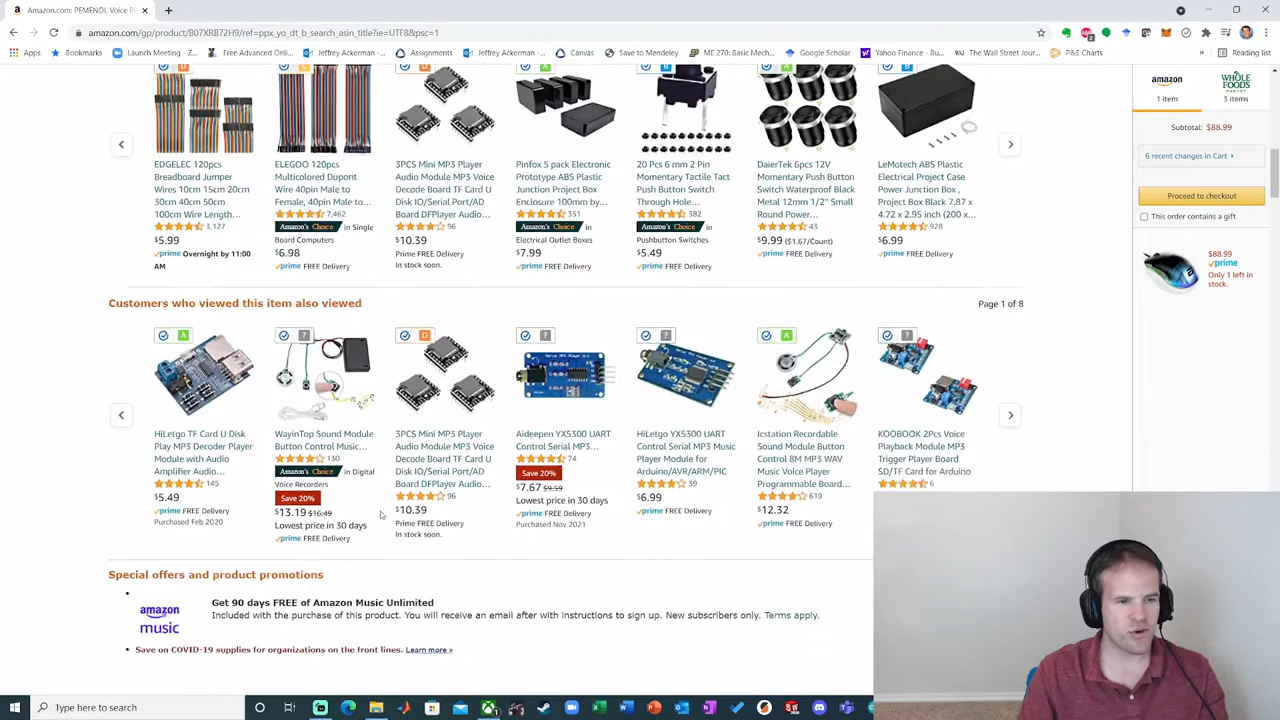 Amazon.com: PEMENOL Voice P
amazon.com/gp/product/B07XRB72H9/ref=ppx_yo_dt_b_search_asin_title?ie=UTF8&psc=1
Apps Bookmarks Launch Meeting - Z... Free Advanced Onlin... Jeffrey Ackerman -... Assignments Jeffrey Ackerman -... Canvas Save to Mendeley ME 270: Basic Mech... Google Scholar Yahoo Finance - Bu... The Wall Street Jour... P&E Charts Reading list
amazon
1 item
WHOLE FOODS MARKET
3 items
Subtotal: $88.99
6 recent changes in Cart
Proceed to checkout
This order contains a gift
$88.99
prime
Only 1 left in
stock.
EDGELEC 120pcs
Breadboard Jumper
Wires 10cm 15cm 20cm
30cm 40cm 50cm
100cm Wire Length...
3,127
$5.99
prime Overnight by 11:00
AM
ELEGOO 120pcs
Multicolored Dupont
Wire 40pin Male to
Female, 40pin Male to...
7,462
Amazon's Choice in Single
Board Computers
$6.98
prime FREE Delivery
3PCS Mini MP3 Player
Audio Module MP3 Voice
Decode Board TF Card U
Disk IO/Serial Port/AD
Board DFPlayer Audio...
96
$10.39
Prime FREE Delivery
In stock soon.
Pinfox 5 pack Electronic
Prototype ABS Plastic
Junction Project Box
Enclosure 100mm by...
351
Amazon's Choice in
Electrical Outlet Boxes
$7.99
prime FREE Delivery
20 Pcs 6 mm 2 Pin
Momentary Tactile Tact
Push Button Switch
Through Hole...
382
Amazon's Choice in
Pushbutton Switches
$5.49
prime FREE Delivery
DaierTek 6pcs 12V
Momentary Push Button
Switch Waterproof Black
Metal 12mm 1/2" Small
Round Power...
43
$9.99 ($1.67/Count)
prime FREE Delivery
LeMotech ABS Plastic
Electrical Project Case
Power Junction Box ,
Project Box Black 7.87 x
4.72 x 2.95 inch (200 x...
928
$6.99
prime FREE Delivery
Customers who viewed this item also viewed
Page 1 of 8
HiLetgo TF Card U Disk
Play MP3 Decoder Player
Module with Audio
Amplifier Audio...
145
$5.49
prime FREE Delivery
Purchased Feb 2020
WayinTop Sound Module
Button Control Music...
130
Amazon's Choice in Digital
Voice Recorders
Save 20%
$13.19 $16.49
Lowest price in 30 days
prime FREE Delivery
3PCS Mini MP3 Player
Audio Module MP3 Voice
Decode Board TF Card U
Disk IO/Serial Port/AD
Board DFPlayer Audio...
96
$10.39
Prime FREE Delivery
In stock soon.
Aideepen YX5300 UART
Control Serial MP3...
74
Save 20%
$7.67 $9.59
Lowest price in 30 days
prime FREE Delivery
Purchased Nov 2021
HiLetgo YX5300 UART
Control Serial MP3 Music
Player Module for
Arduino/AVR/ARM/PIC
39
$6.99
prime FREE Delivery
Icstation Recordable
Sound Module Button
Control 8M MP3 WAV
Music Voice Player
Programmable Board...
619
$12.32
prime FREE Delivery
KOOBOOK 2Pcs Voice
Playback Module MP3
Trigger Player Board
SD/TF Card for Arduino
6
Special offers and product promotions
amazon
music
Get 90 days FREE of Amazon Music Unlimited
Included with the purchase of this product. You will receive an email after with instructions to sign up. New subscribers only. Terms apply.
Save on COVID-19 supplies for organizations on the front lines. Learn more »
Type here to search